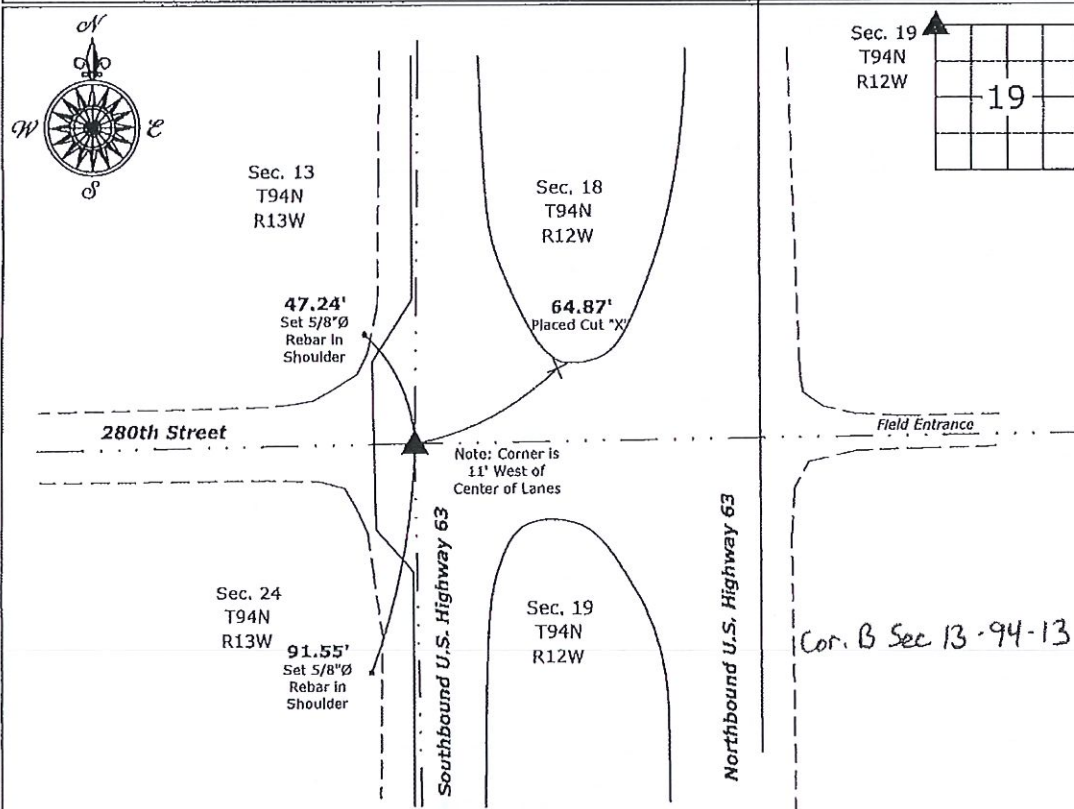 N
W
E
S
Sec. 19
T94N
R12W
19
Sec. 13
T94N
R13W
Sec. 18
T94N
R12W
47.24'
Set 5/8"Ø
Rebar in
Shoulder
64.87'
Placed Cut "X"
280th Street
Field Entrance
Note: Corner is
11' West of
Center of Lanes
Southbound U.S. Highway 63
Northbound U.S. Highway 63
Sec. 24
T94N
R13W
Sec. 19
T94N
R12W
91.55'
Set 5/8"Ø
Rebar in
Shoulder
Cor. B Sec 13-94-13